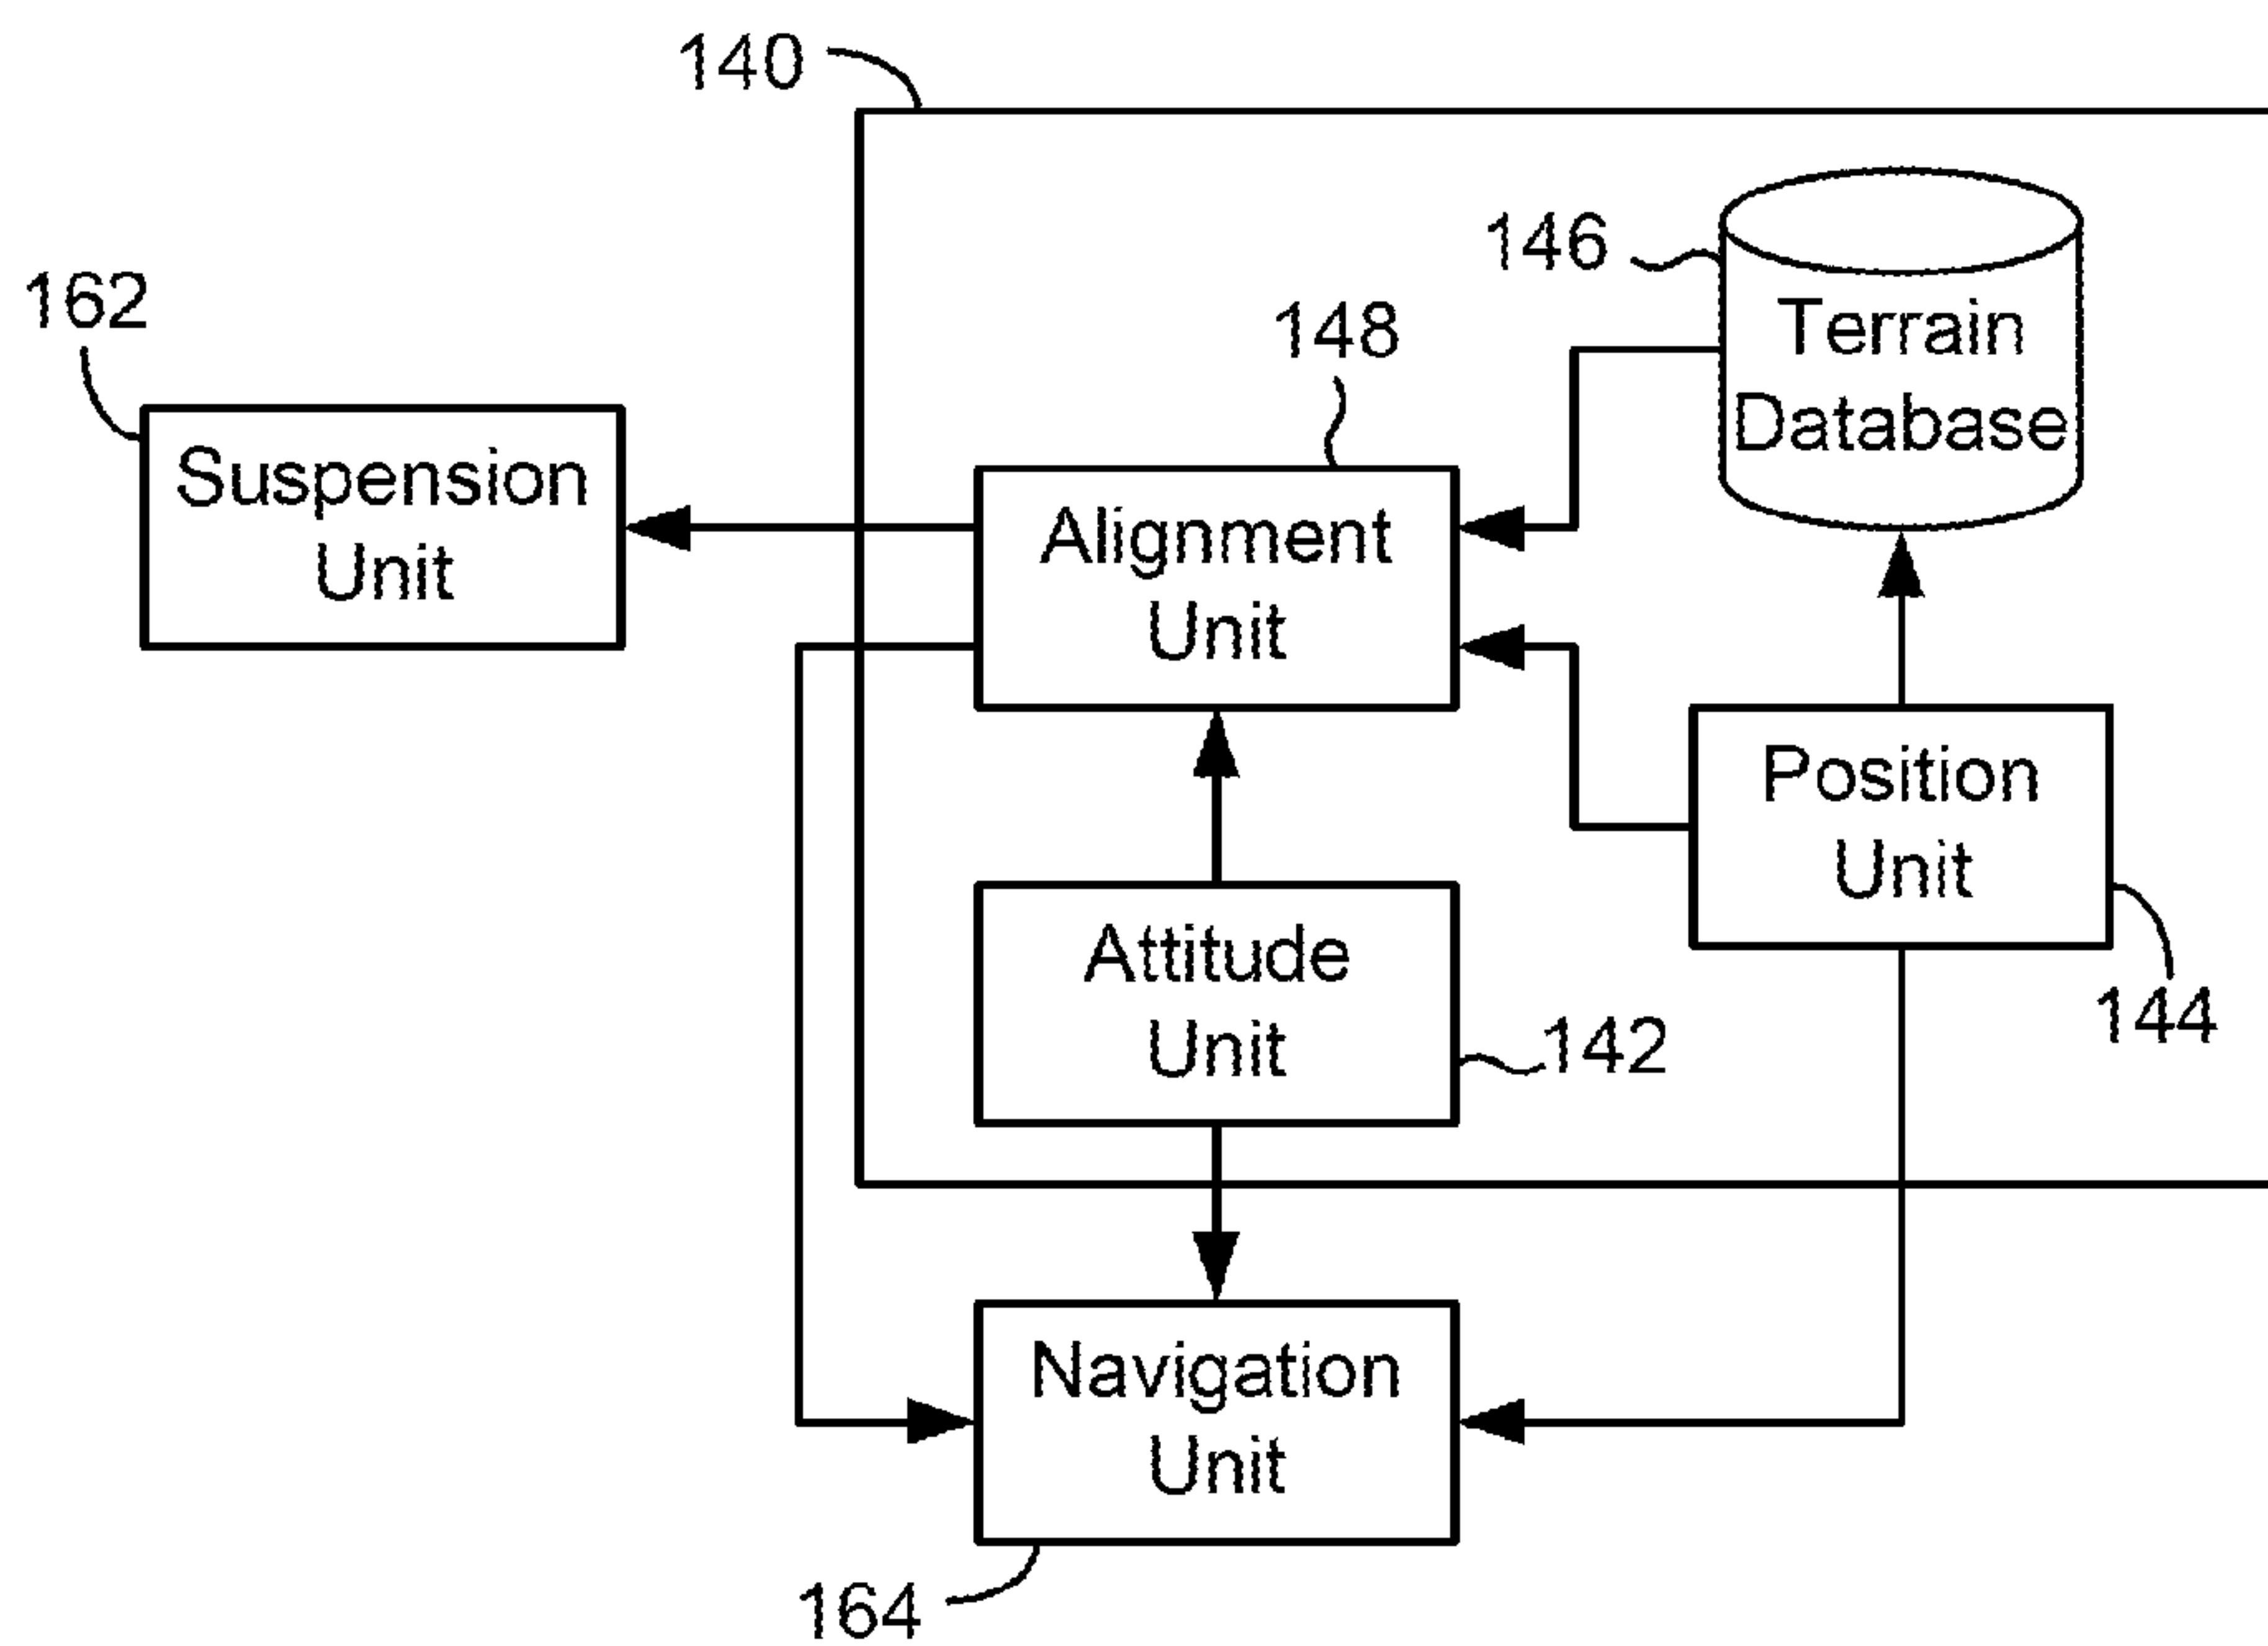 140
146
Terrain
Database
162
148
Suspension
Unit
Alignment
Unit
Position
Unit
144
Attitude
Unit
142
Navigation
Unit
164